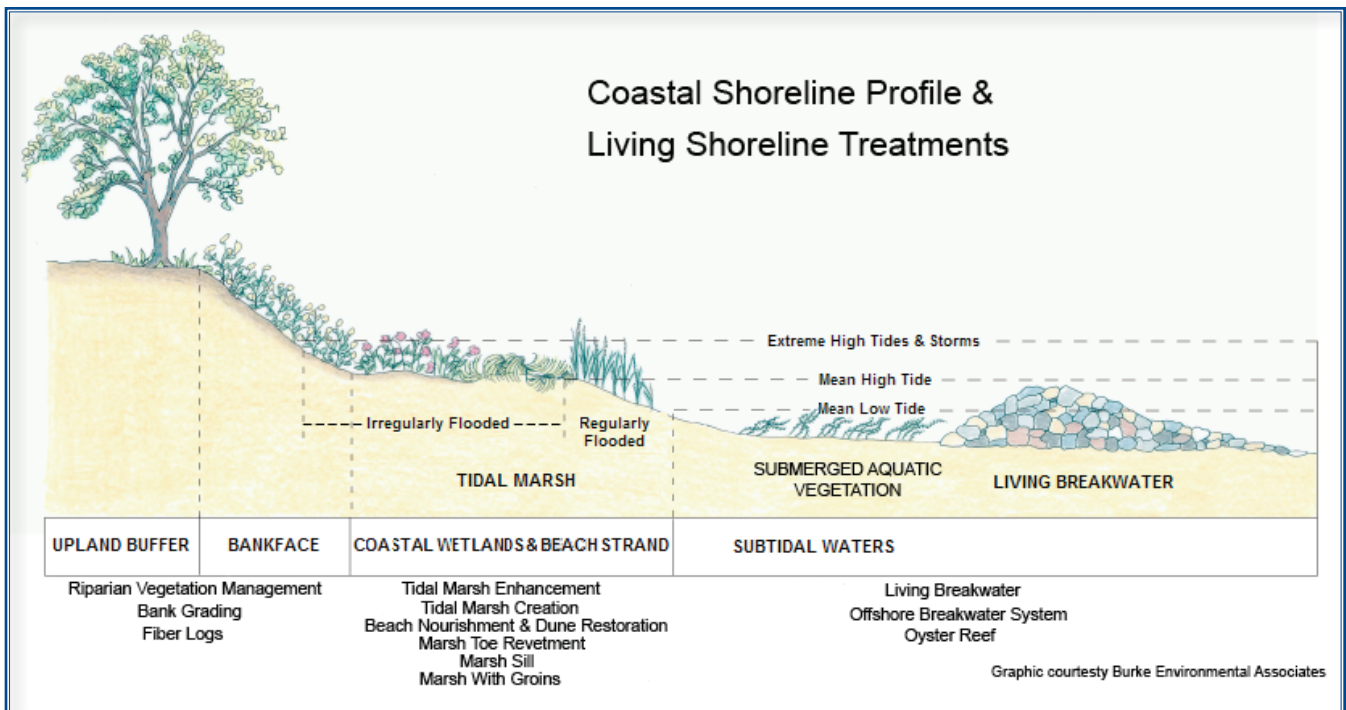 Coastal Shoreline Profile &
Living Shoreline Treatments
Extreme High Tides & Storms
Mean High Tide
Mean Low Tide
Irregularly Flooded
Regularly
Flooded
TIDAL MARSH
SUBMERGED AQUATIC
VEGETATION
LIVING BREAKWATER
UPLAND BUFFER
BANKFACE
COASTAL WETLANDS & BEACH STRAND
SUBTIDAL WATERS
Riparian Vegetation Management
Bank Grading
Fiber Logs
Tidal Marsh Enhancement
Tidal Marsh Creation
Beach Nourishment & Dune Restoration
Marsh Toe Revetment
Marsh Sill
Marsh With Groins
Living Breakwater
Offshore Breakwater System
Oyster Reef
Graphic courtesty Burke Environmental Associates